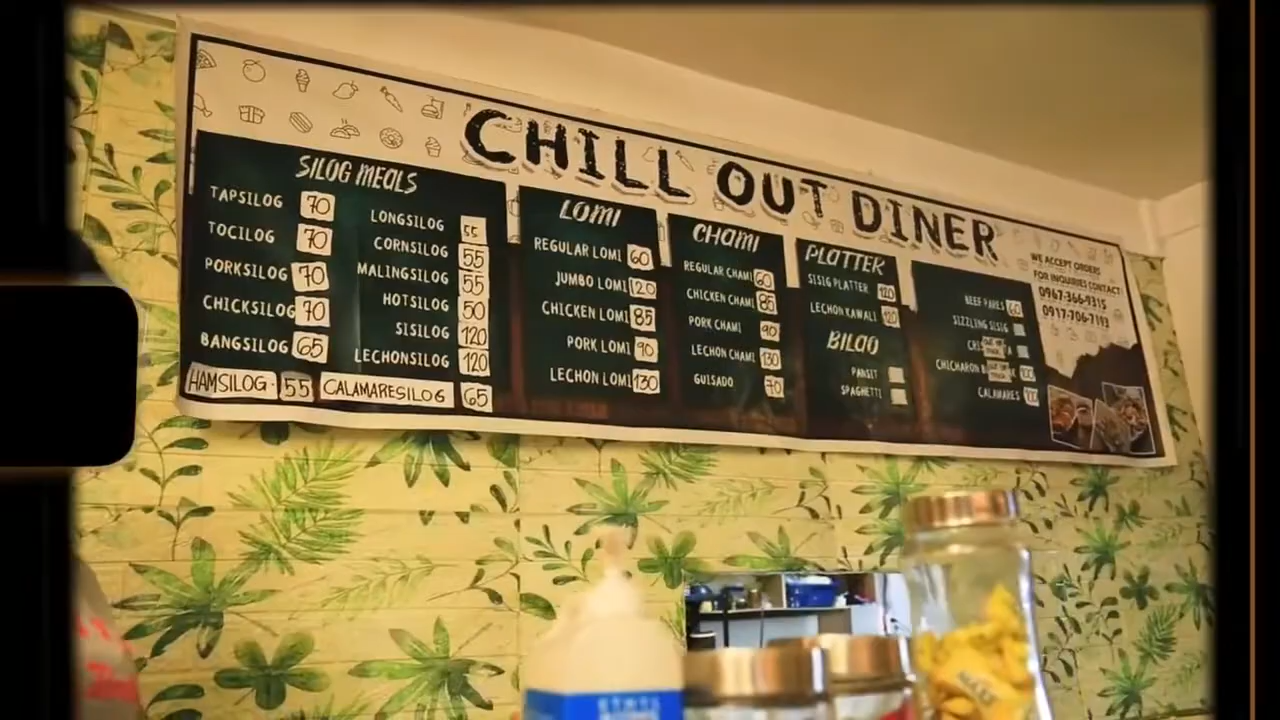 CHILL OUT DINER
SILOG MEALS
TAPSILOG 70
TOCILOG 70
PORKSILOG 70
CHICKSILOG 70
BANGSILOG 65
HAMSILOG · 55
LONGSILOG 55
CORNSILOG 55
MALINGSILOG 55
HOTSILOG 50
SISILOG 120
LECHONSILOG 120
CALAMARESILOG 65
LOMI
REGULAR LOMI 60
JUMBO LOMI 120
CHICKEN LOMI 85
PORK LOMI 90
LECHON LOMI 130
CHAMI
REGULAR CHAMI 60
CHICKEN CHAMI 85
PORK CHAMI 90
LECHON CHAMI 130
GUISADO 70
PLATTER
SISIG PLATTER 120
LECHON KAWALI 120
BILAO
PANSIT
SPAGHETTI
BEEF PARES 60
SIZZLING SISIG
CHICHARON
CALAMARES
WE ACCEPT ORDERS
FOR INQUIRIES CONTACT
0967-366-9315
0917-706-7193